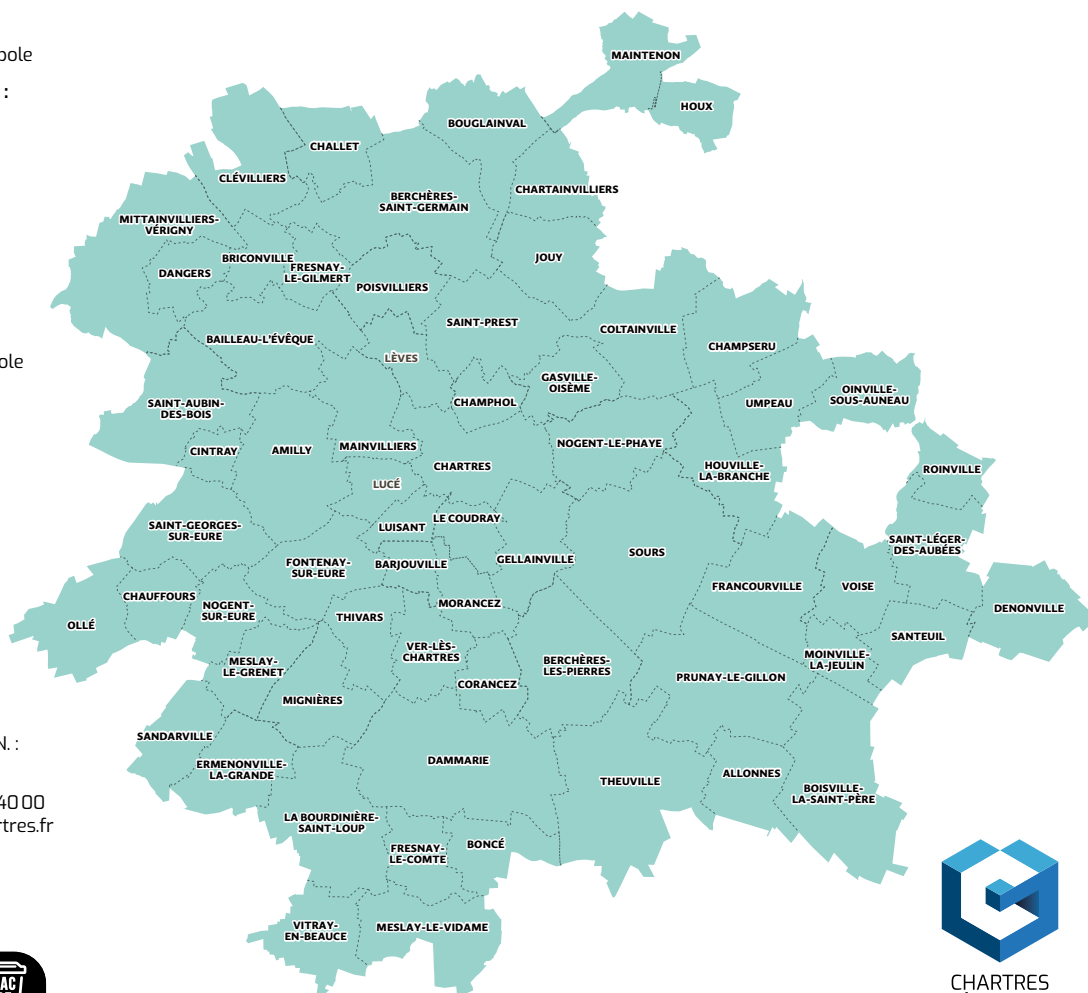 pole
:
ole
N. :
40 00
rtres.fr
AC
MAINTENON
HOUX
BOUGLAINVAL
CHALLET
CLÉVILLIERS
CHARTAINVILLIERS
BERCHÈRES-
SAINT-GERMAIN
MITTAINVILLIERS-
VÉRIGNY
BRICONVILLE
JOUY
DANGERS
FRESNAY-
LE-GILMERT
POISVILLIERS
SAINT-PREST
COLTAINVILLE
BAILLEAU-L'ÉVÊQUE
CHAMPSERU
LÈVES
GASVILLE-
OISÈME
OINVILLE-
SOUS-AUNEAU
SAINT-AUBIN-
DES-BOIS
CHAMPHOL
UMPEAU
CINTRAY
AMILLY
MAINVILLIERS
NOGENT-LE-PHAYE
CHARTRES
HOUVILLE-
LA-BRANCHE
ROINVILLE
LUCÉ
SAINT-GEORGES-
SUR-EURE
LUISANT
LE COUDRAY
SAINT-LÉGER-
DES-AUBÉES
FONTENAY-
SUR-EURE
BARJOUVILLE
GELLAINVILLE
SOURS
FRANCOURVILLE
VOISE
CHAUFFOURS
NOGENT-
SUR-EURE
MORANCEZ
DENONVILLE
OLLÉ
THIVARS
SANTEUIL
VER-LÈS-
CHARTRES
MESLAY-
LE-GRENET
BERCHÈRES-
LES-PIERRES
MOINVILLE-
LA-JEULIN
PRUNAY-LE-GILLON
CORANCEZ
MIGNIÈRES
SANDARVILLE
ERMENONVILLE-
LA-GRANDE
DAMMARIE
THEUVILLE
ALLONNES
BOISVILLE-
LA-SAINT-PÈRE
LA BOURDINIÈRE-
SAINT-LOUP
FRESNAY-
LE-COMTE
BONCÉ
VITRAY-
EN-BEAUCE
MESLAY-LE-VIDAME
CHARTRES